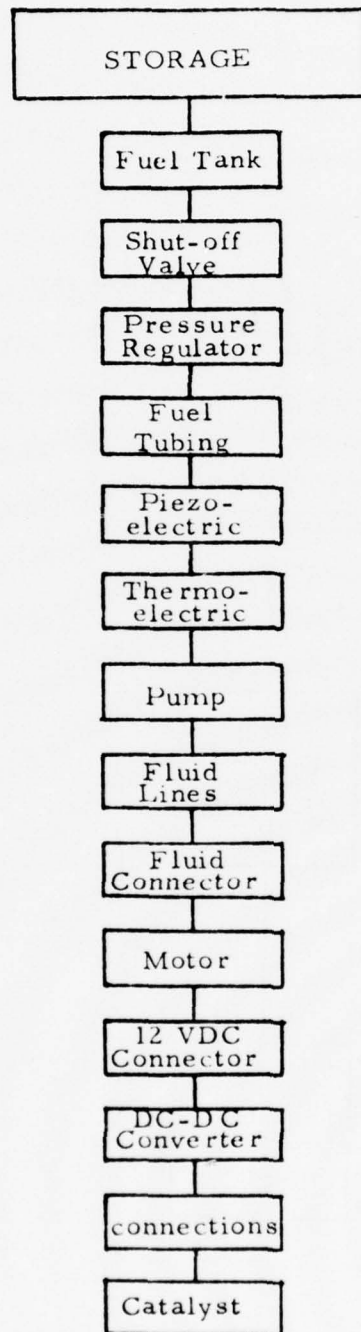 STORAGE
Fuel Tank
Shut-off
Valve
Pressure
Regulator
Fuel
Tubing
Piezo-
electric
Thermo-
electric
Pump
Fluid
Lines
Fluid
Connector
Motor
12 VDC
Connector
DC-DC
Converter
connections
Catalyst